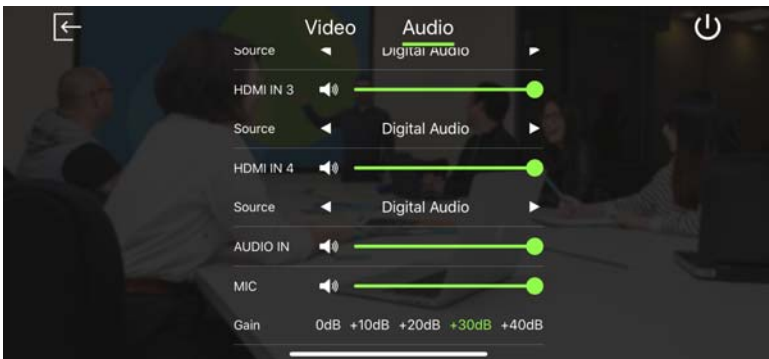 Video Audio
Source Digital Audio
HDMI IN 3
Source Digital Audio
HDMI IN 4
Source Digital Audio
AUDIO IN
MIC
Gain 0dB +10dB +20dB +30dB +40dB